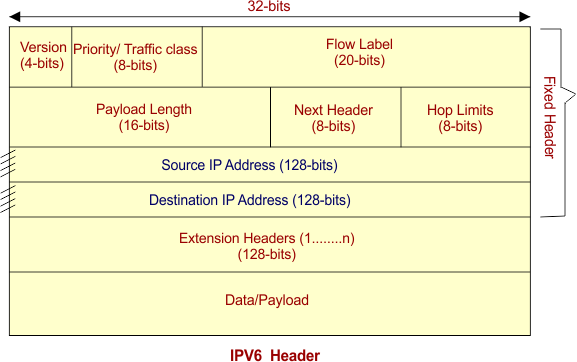 32-bits
Version
(4-bits)
Priority/ Traffic class
(8-bits)
Flow Label
(20-bits)
Payload Length
(16-bits)
Next Header
(8-bits)
Hop Limits
(8-bits)
Fixed Header
Source IP Address (128-bits)
Destination IP Address (128-bits)
Extension Headers (1........n)
(128-bits)
Data/Payload
IPV6 Header